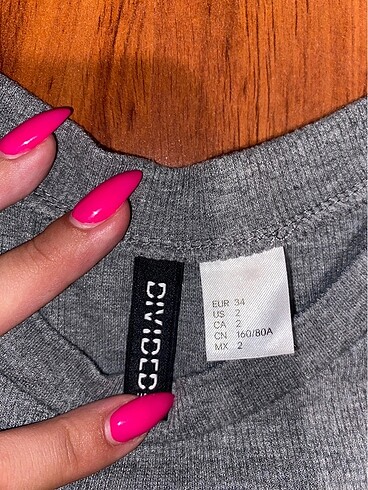 DIVIDED
EUR 34
US 2
CA 2
CN 160/80A
MX 2